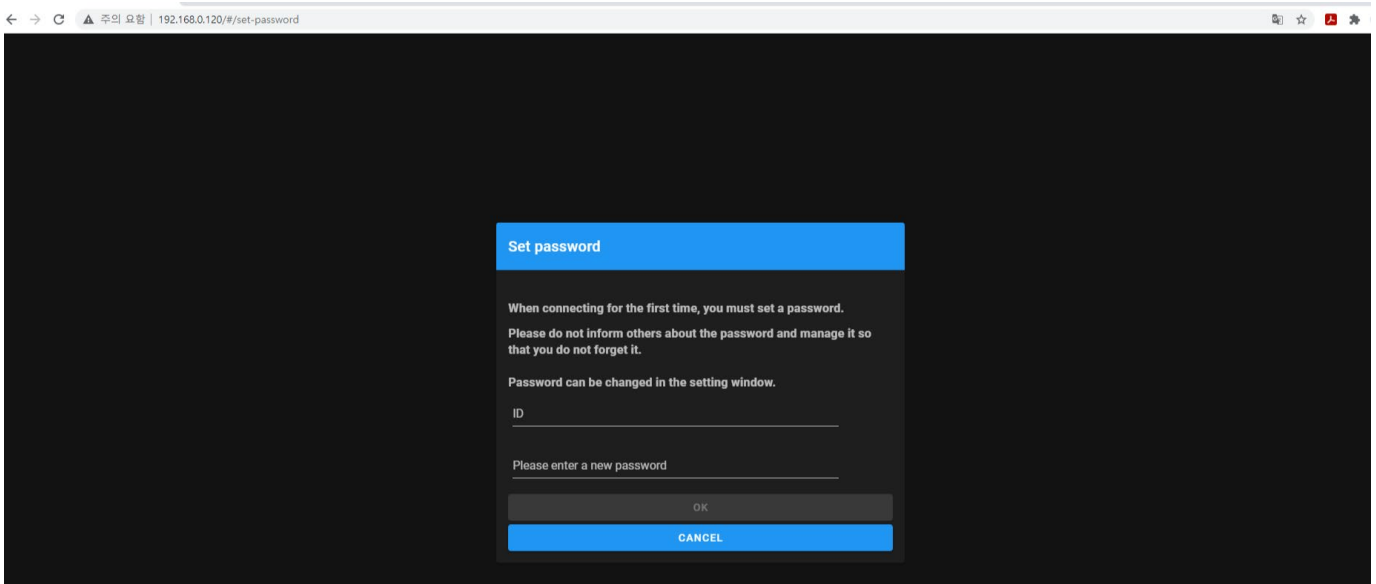 주의 요함 | 192.168.0.120/#/set-password
Set password
When connecting for the first time, you must set a password.
Please do not inform others about the password and manage it so
that you do not forget it.
Password can be changed in the setting window.
ID
Please enter a new password
OK
CANCEL